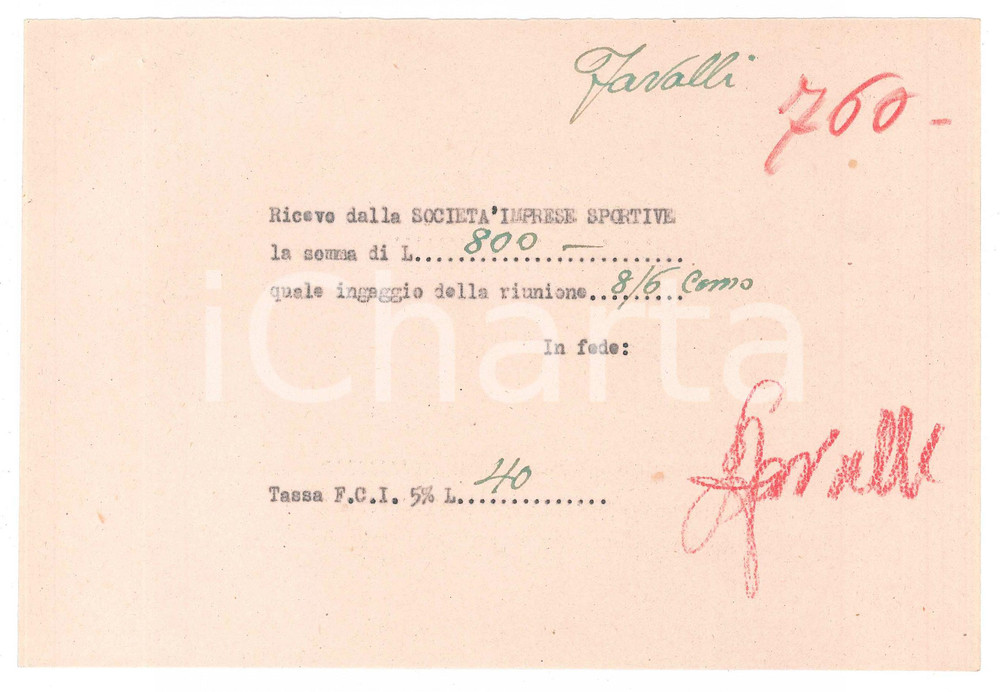 Favalli
760-
Ricevo dalla SOCIETA'IMPRESE SPORTIVE
la somma di L....800 —....
quale ingaggio della riunione..8/6 Como
iCharta
In fede:
Favalli
Tassa F.C.I. 5% L...40...........